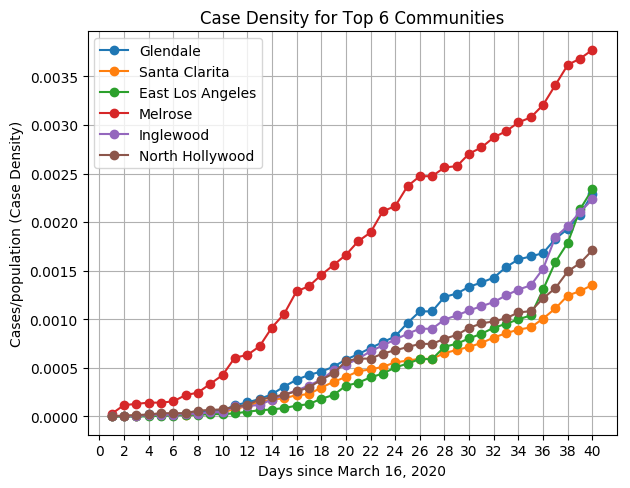 Case Density for Top 6 Communities
Glendale
Santa Clarita
East Los Angeles
Melrose
Inglewood
North Hollywood
Cases/population (Case Density)
0.0035
0.0030
0.0025
0.0020
0.0015
0.0010
0.0005
0.0000
0 2 4 6 8 10 12 14 16 18 20 22 24 26 28 30 32 34 36 38 40
Days since March 16, 2020